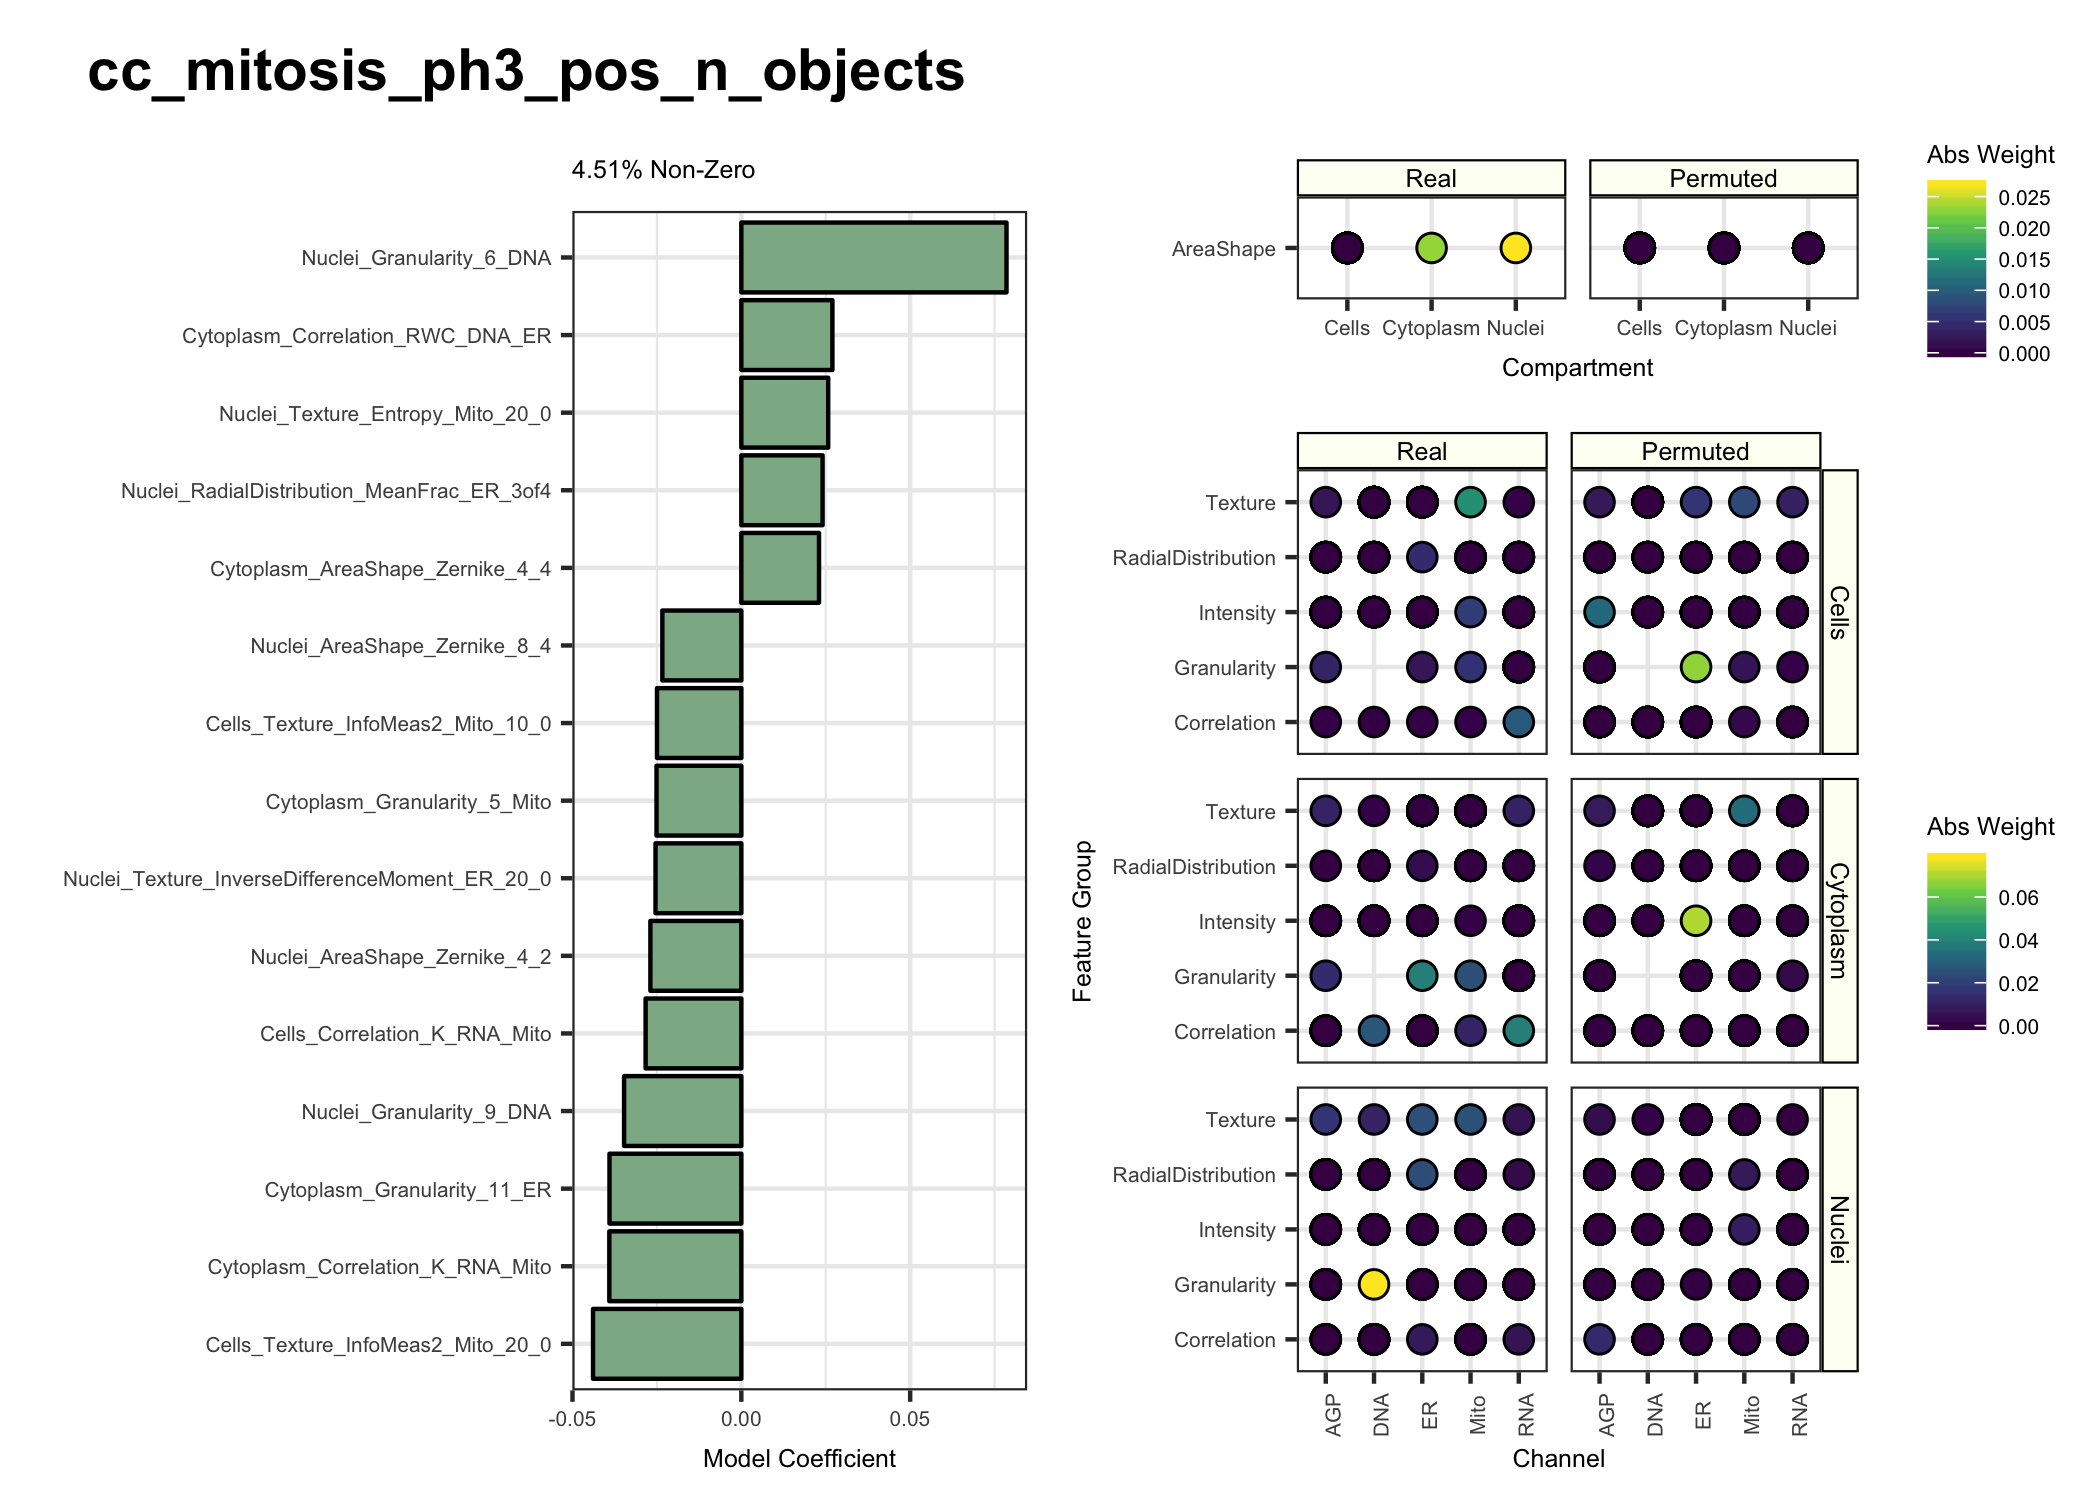 cc_mitosis_ph3_pos_n_objects
4.51% Non-Zero
Nuclei_Granularity_6_DNA
Cytoplasm_Correlation_RWC_DNA_ER
Nuclei_Texture_Entropy_Mito_20_0
Nuclei_RadialDistribution_MeanFrac_ER_3of4
Cytoplasm_AreaShape_Zernike_4_4
Nuclei_AreaShape_Zernike_8_4
Cells_Texture_InfoMeas2_Mito_10_0
Cytoplasm_Granularity_5_Mito
Nuclei_Texture_InverseDifferenceMoment_ER_20_0
Nuclei_AreaShape_Zernike_4_2
Cells_Correlation_K_RNA_Mito
Nuclei_Granularity_9_DNA
Cytoplasm_Granularity_11_ER
Cytoplasm_Correlation_K_RNA_Mito
Cells_Texture_InfoMeas2_Mito_20_0
-0.05 0.00 0.05
Model Coefficient
Real Permuted
AreaShape
Cells Cytoplasm Nuclei Cells Cytoplasm Nuclei
Compartment
Abs Weight
0.025
0.020
0.015
0.010
0.005
0.000
Real Permuted
Feature Group
Texture
RadialDistribution
Intensity
Granularity
Correlation
Cells
Texture
RadialDistribution
Intensity
Granularity
Correlation
Cytoplasm
Texture
RadialDistribution
Intensity
Granularity
Correlation
Nuclei
AGP DNA ER Mito RNA AGP DNA ER Mito RNA
Channel
Abs Weight
0.06
0.04
0.02
0.00